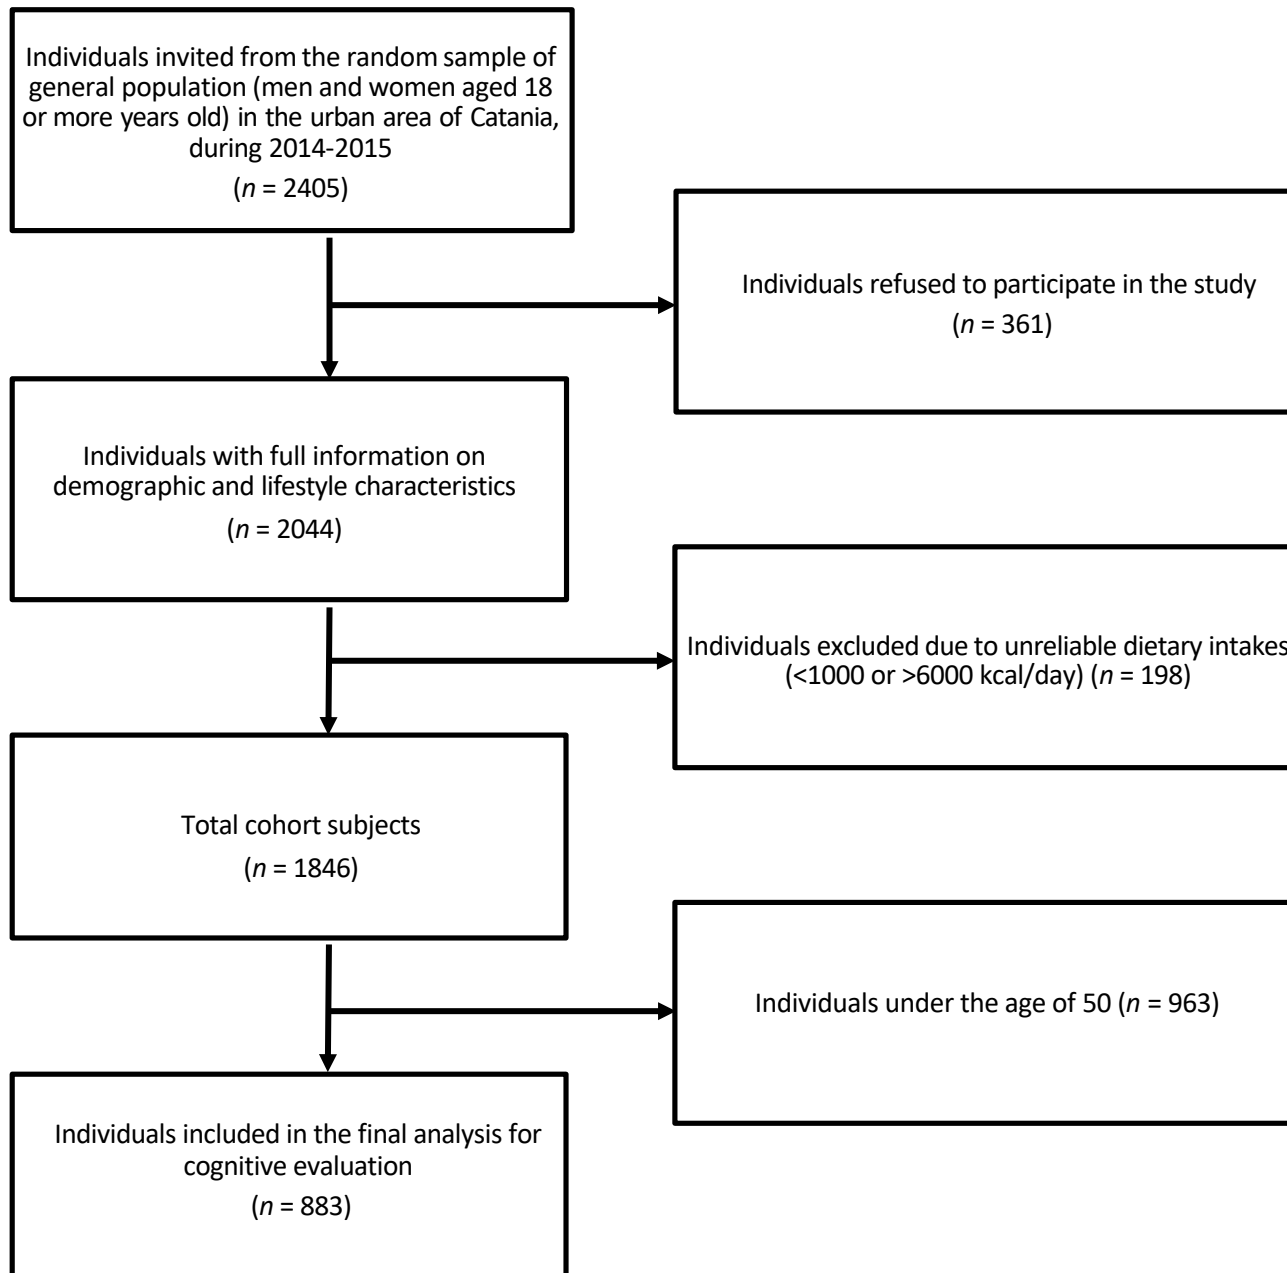 Individuals invited from the random sample of
general population (men and women aged 18
or more years old) in the urban area of Catania,
during 2014-2015
(n = 2405)
Individuals refused to participate in the study
(n = 361)
Individuals with full information on
demographic and lifestyle characteristics
(n = 2044)
Individuals excluded due to unreliable dietary intakes
(<1000 or >6000 kcal/day) (n = 198)
Total cohort subjects
(n = 1846)
Individuals under the age of 50 (n = 963)
Individuals included in the final analysis for
cognitive evaluation
(n = 883)